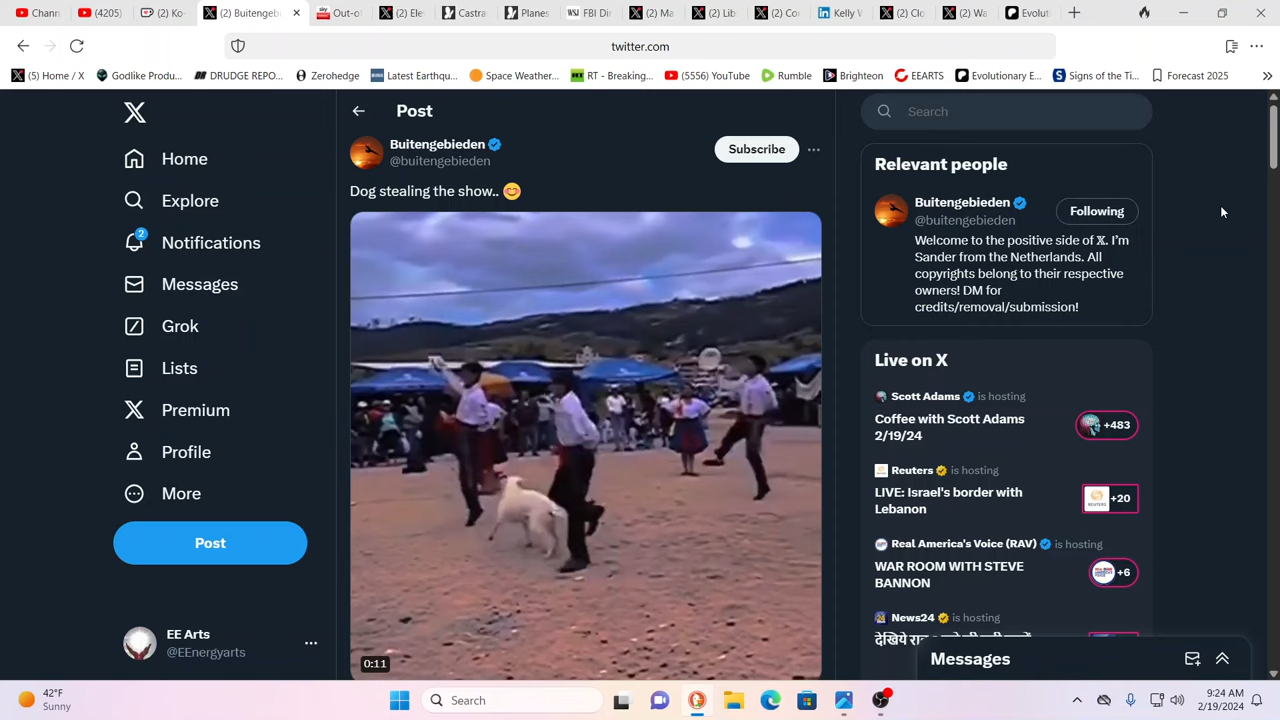 Chann
(4205)
(2) Ko
(2) Buitengebi
Out-of
(2) Ele
Castra
Planes
FBI Dir
(2) Ma
(2) Lib
(2) Co
Kelly W
(2) Wa
Evoluti
twitter.com
(5) Home / X
Godlike Produ...
DRUDGE REPO...
Zerohedge
Latest Earthqu...
Space Weather...
RT - Breaking...
(5556) YouTube
Rumble
Brighteon
EEARTS
Evolutionary E...
Signs of the Ti...
Forecast 2025
Post
Search
Buitengebieden
@buitengebieden
Subscribe
Dog stealing the show..
Home
Explore
2
Notifications
Messages
Grok
Lists
Premium
Profile
More
Post
EE Arts
@EEnergyarts
0:11
Relevant people
Buitengebieden
@buitengebieden
Following
Welcome to the positive side of 𝕏. I'm
Sander from the Netherlands. All
copyrights belong to their respective
owners! DM for
credits/removal/submission!
Live on X
Scott Adams is hosting
Coffee with Scott Adams
2/19/24
+483
Reuters is hosting
LIVE: Israel's border with
Lebanon
+20
Real America's Voice (RAV) is hosting
WAR ROOM WITH STEVE
BANNON
+6
News24 is hosting
Messages
42°F
Sunny
Search
9:24 AM
2/19/2024